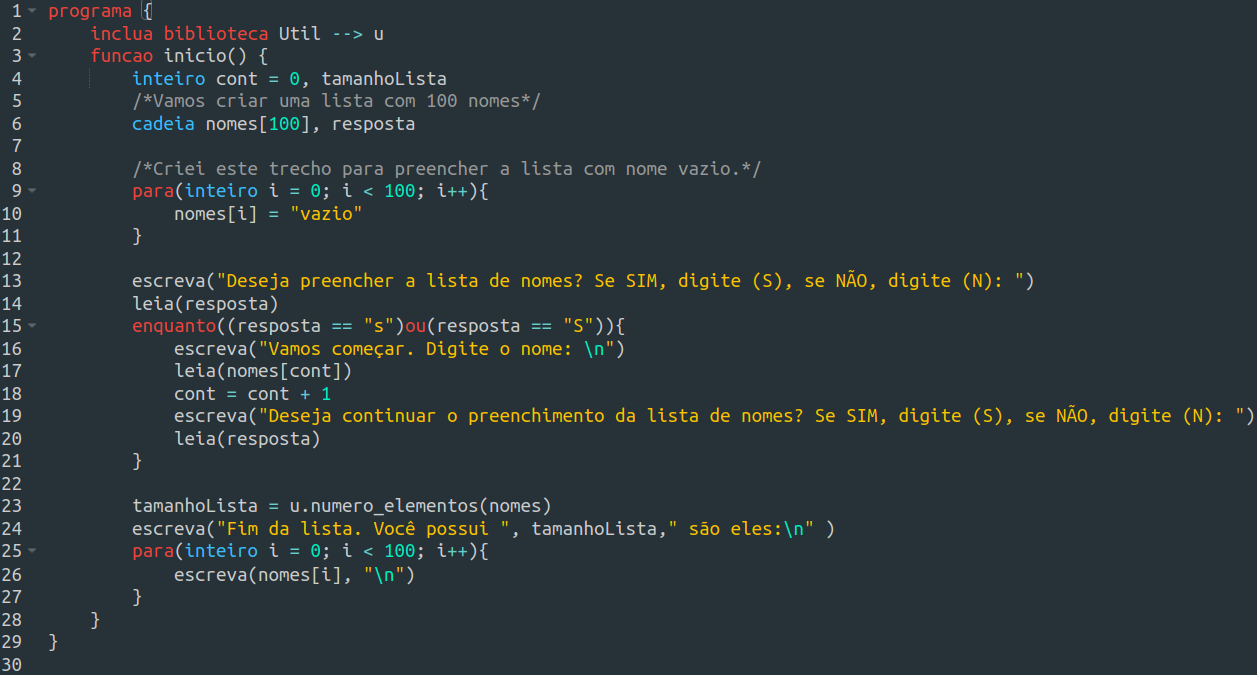 1 programa {
2 inclua biblioteca Util --> u
3 funcao inicio() {
4 inteiro cont = 0, tamanhoLista
5 /*Vamos criar uma lista com 100 nomes*/
6 cadeia nomes[100], resposta
7
8 /*Criei este trecho para preencher a lista com nome vazio.*/
9 para(inteiro i = 0; i < 100; i++){
10 nomes[i] = "vazio"
11 }
12
13 escreva("Deseja preencher a lista de nomes? Se SIM, digite (S), se NÃO, digite (N): ")
14 leia(resposta)
15 enquanto((resposta == "s")ou(resposta == "S")){
16 escreva("Vamos começar. Digite o nome: \n")
17 leia(nomes[cont])
18 cont = cont + 1
19 escreva("Deseja continuar o preenchimento da lista de nomes? Se SIM, digite (S), se NÃO, digite (N): ")
20 leia(resposta)
21 }
22
23 tamanhoLista = u.numero_elementos(nomes)
24 escreva("Fim da lista. Você possui ", tamanhoLista," são eles:\n" )
25 para(inteiro i = 0; i < 100; i++){
26 escreva(nomes[i], "\n")
27 }
28 }
29 }
30